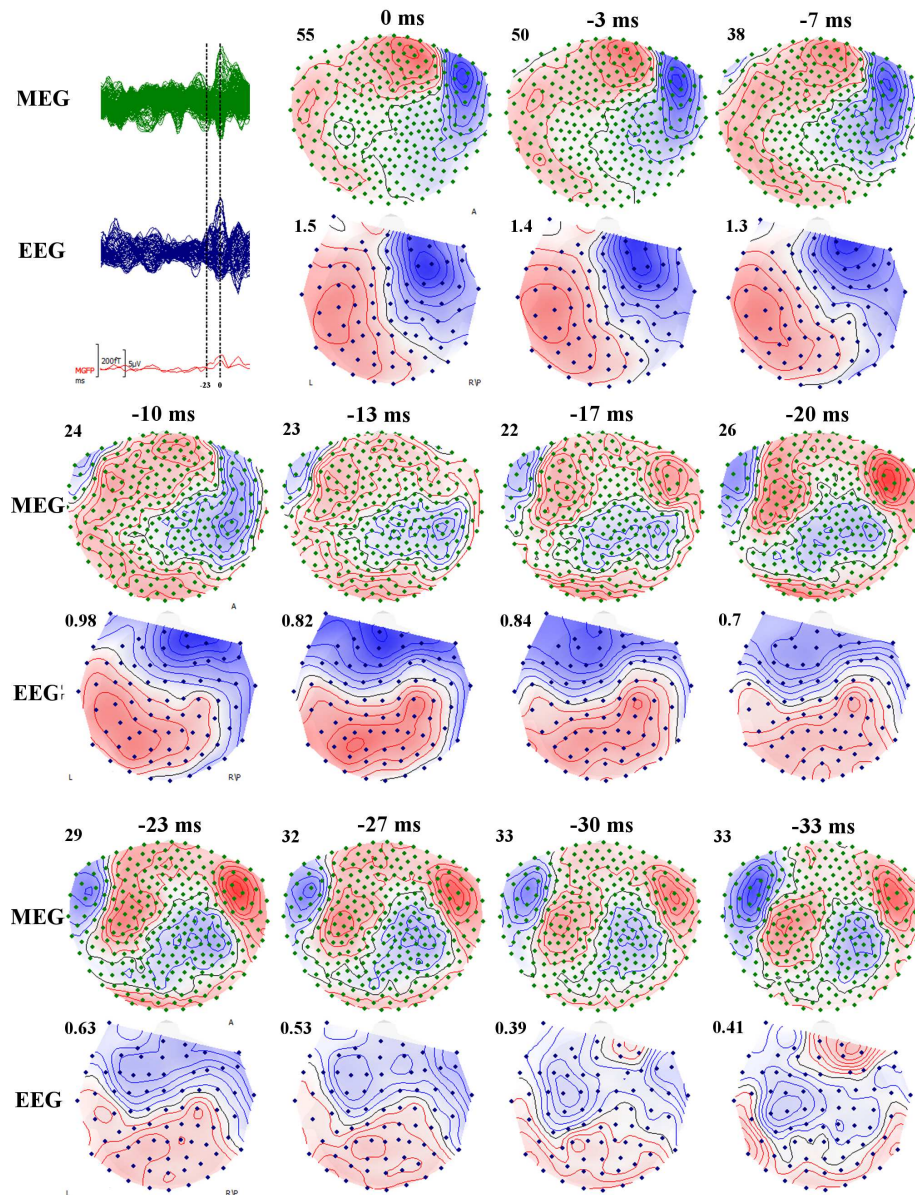 0 ms -3 ms -7 ms
MEG 55 50 38
A
EEG 1.5 1.4 1.3
L R\P
200fT 5μV
MGFP
ms -23 0
-10 ms -13 ms -17 ms -20 ms
MEG 24 23 22 26
A
EEG 0.98 0.82 0.84 0.7
L R\P
-23 ms -27 ms -30 ms -33 ms
MEG 29 32 33 33
A
EEG 0.63 0.53 0.39 0.41
L R\P